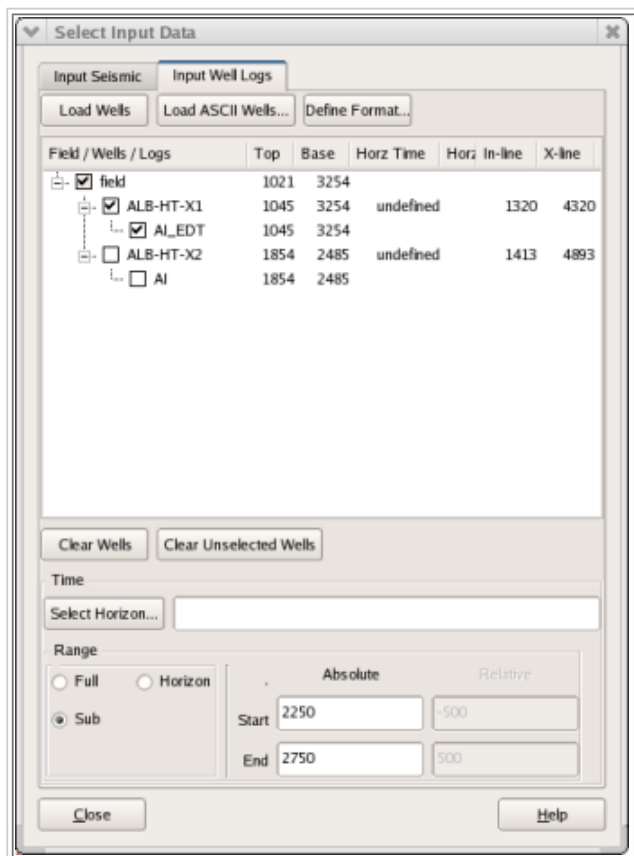 Select Input Data
Input Seismic Input Well Logs
Load Wells Load ASCII Wells... Define Format...
Field / Wells / Logs Top Base Horz Time Horz In-line X-line
field 1021 3254
ALB-HT-X1 1045 3254 undefined 1320 4320
AI_EDT 1045 3254
ALB-HT-X2 1854 2485 undefined 1413 4893
AI 1854 2485
Clear Wells Clear Unselected Wells
Time
Select Horizon...
Range
Absolute Relative
Full Horizon
Start 2250 -500
Sub
End 2750 500
Close Help